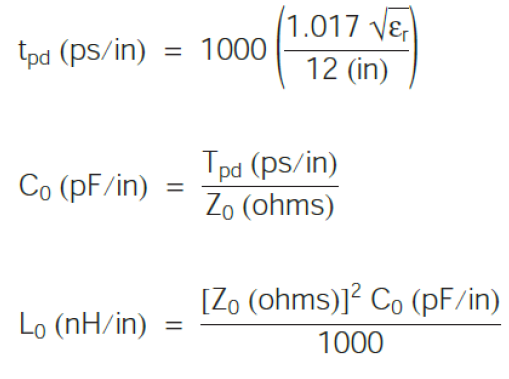 t_pd (ps/in) = 1000 (1.017 √ε_r / 12 (in))
C_0 (pF/in) = T_pd (ps/in) / Z_0 (ohms)
L_0 (nH/in) = [Z_0 (ohms)]² C_0 (pF/in) / 1000